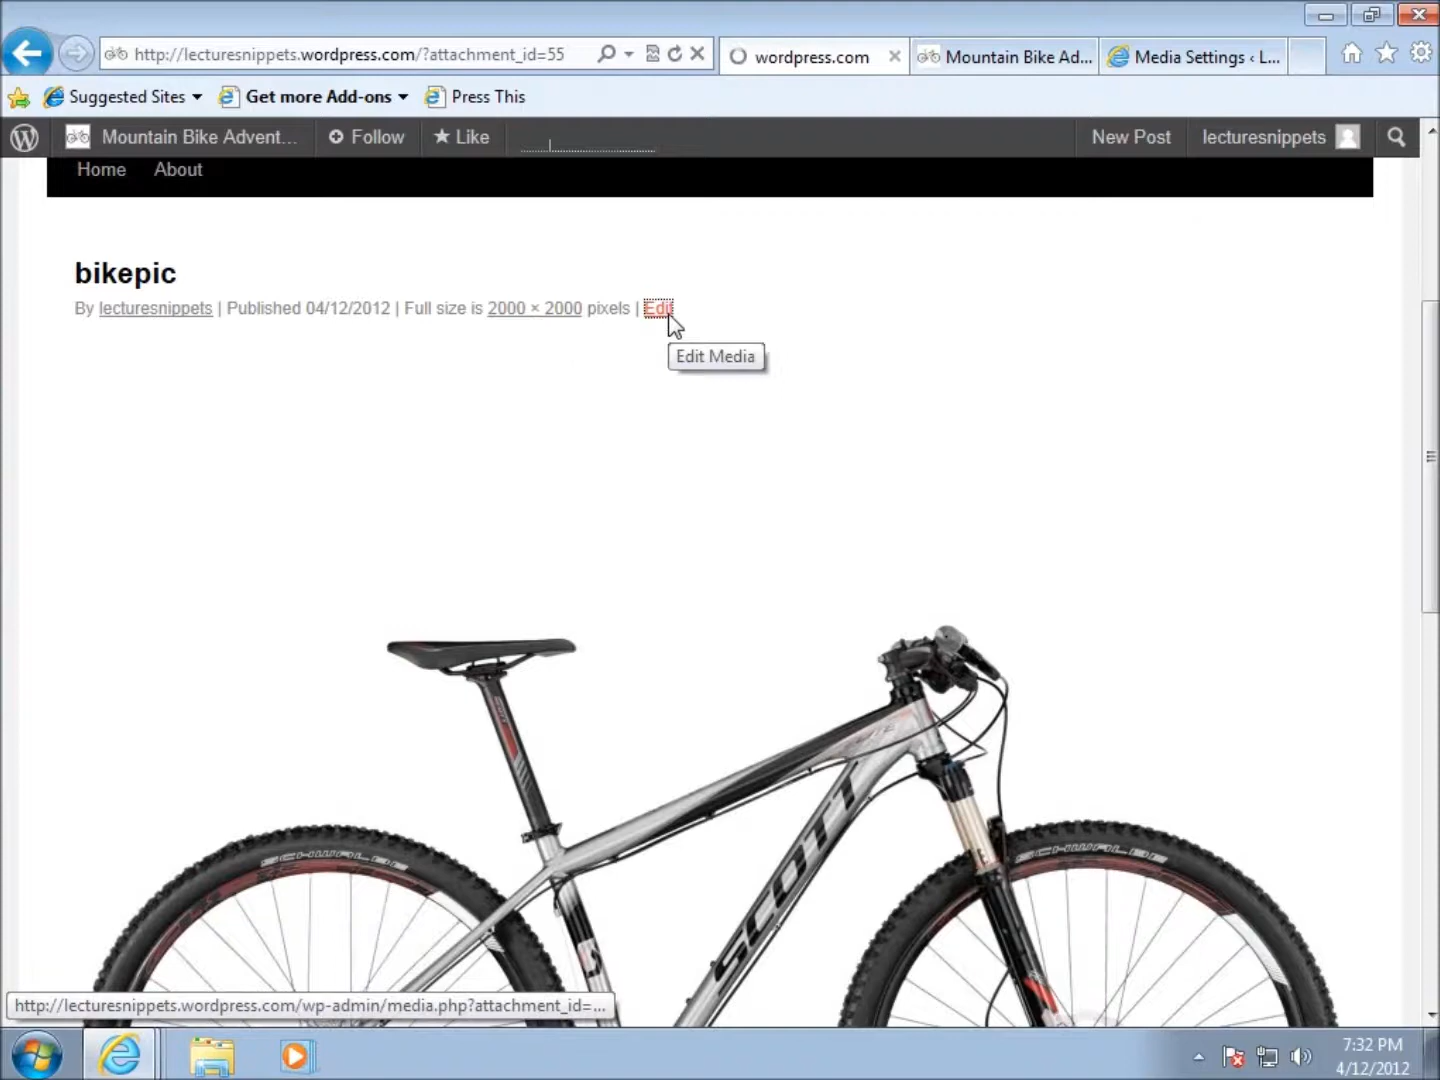 http://lecturesnippets.wordpress.com/?attachment_id=55
wordpress.com
Mountain Bike Ad...
Media Settings ‹ L...
Suggested Sites
Get more Add-ons
Press This
Mountain Bike Advent...
Follow
Like
New Post
lecturesnippets
Home
About
bikepic
By lecturesnippets | Published 04/12/2012 | Full size is 2000 × 2000 pixels | Edit
Edit Media
SCHWALBE
SCOTT
SCHWALBE
http://lecturesnippets.wordpress.com/wp-admin/media.php?attachment_id=...
7:32 PM
4/12/2012